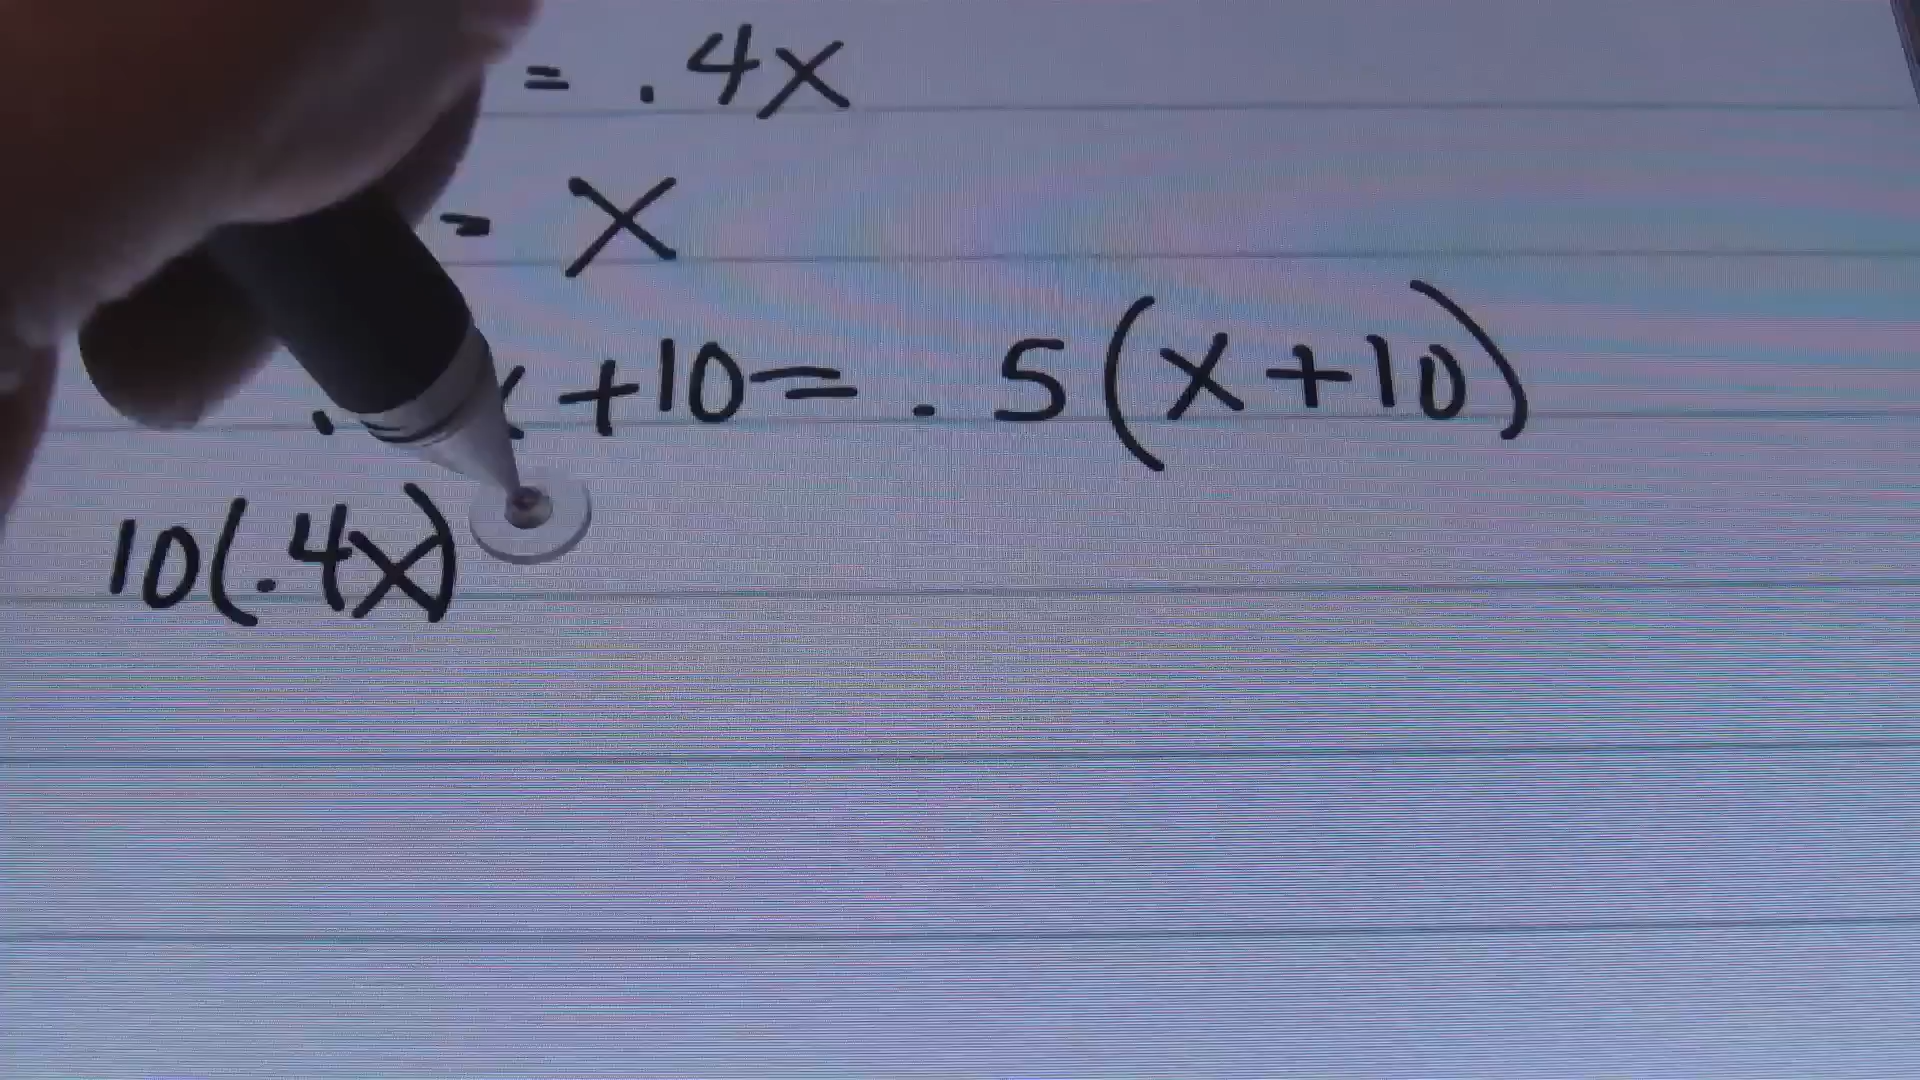 = .4x
= x
. x +10 = .5(x+10)
10(.4x)